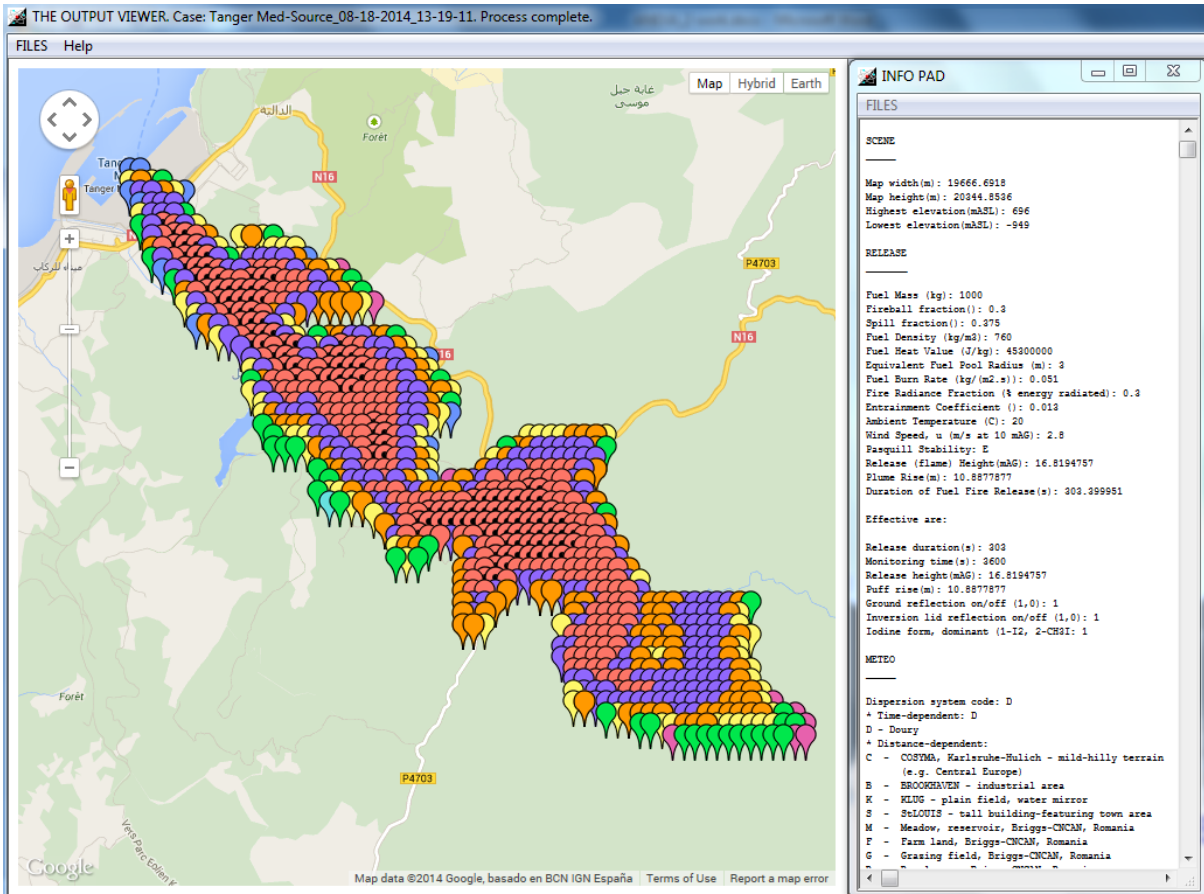 THE OUTPUT VIEWER. Case: Tanger Med-Source_08-18-2014_13-19-11. Process complete.
FILES Help
Map Hybrid Earth
غابة جبل
موسى
الدالية
Forêt
Tang
Tanger
N16
P4703
N16
16
Forêt
P4703
Vers Parc Eolien K
Google
Map data ©2014 Google, basado en BCN IGN España Terms of Use Report a map error
INFO PAD
FILES
SCENE
Map width(m): 19666.6918
Map height(m): 20344.8536
Highest elevation(mASL): 696
Lowest elevation(mASL): -949
RELEASE
Fuel Mass (kg): 1000
Fireball fraction(): 0.3
Spill fraction(): 0.375
Fuel Density (kg/m3): 760
Fuel Heat Value (J/kg): 45300000
Equivalent Fuel Pool Radius (m): 3
Fuel Burn Rate (kg/(m2.s)): 0.051
Fire Radiance Fraction (% energy radiated): 0.3
Entrainment Coefficient (): 0.013
Ambient Temperature (C): 20
Wind Speed, u (m/s at 10 mAG): 2.8
Pasquill Stability: E
Release (flame) Height(mAG): 16.8194757
Plume Rise(m): 10.8877877
Duration of Fuel Fire Release(s): 303.399951
Effective are:
Release duration(s): 303
Monitoring time(s): 3600
Release height(mAG): 16.8194757
Puff rise(m): 10.8877877
Ground reflection on/off (1,0): 1
Inversion lid reflection on/off (1,0): 1
Iodine form, dominant (1-I2, 2-CH3I: 1
METEO
Dispersion system code: D
* Time-dependent: D
D - Doury
* Distance-dependent:
C - COSYMA, Karlsruhe-Hulich - mild-hilly terrain
(e.g. Central Europe)
B - BROOKHAVEN - industrial area
K - KLUG - plain field, water mirror
S - StLOUIS - tall building-featuring town area
M - Meadow, reservoir, Briggs-CNCAN, Romania
F - Farm land, Briggs-CNCAN, Romania
G - Grazing field, Briggs-CNCAN, Romania